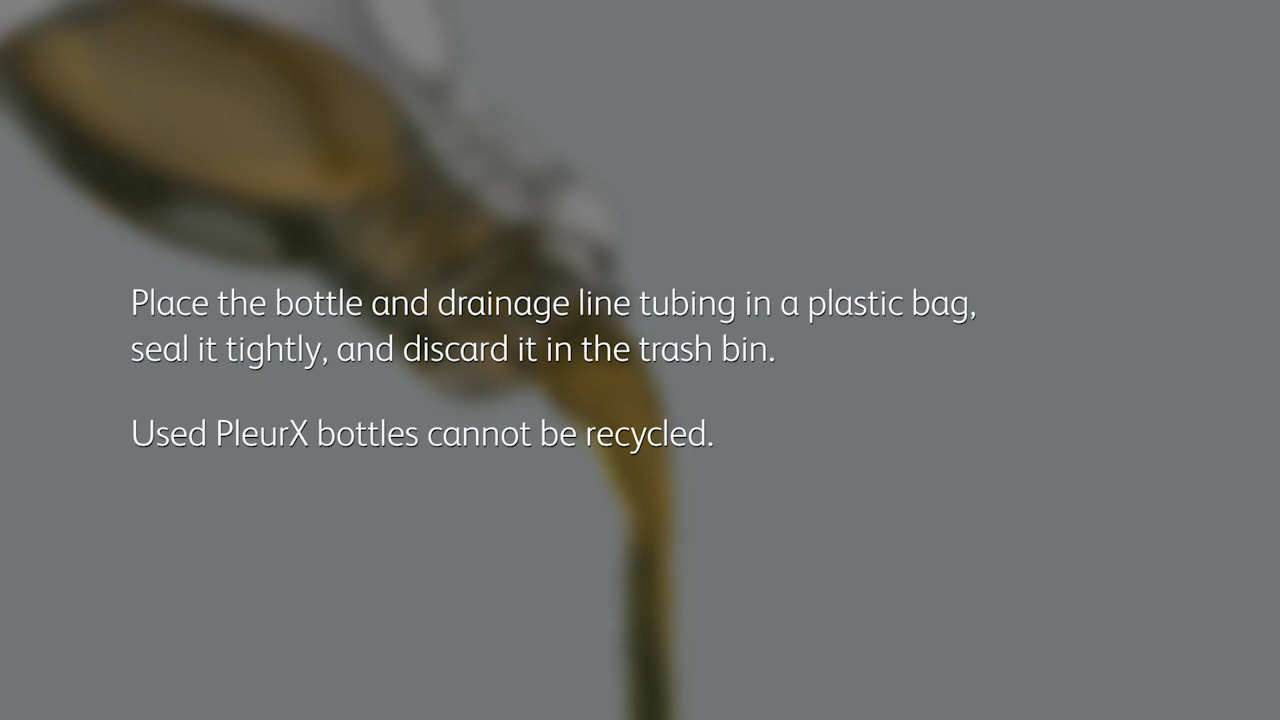 Place the bottle and drainage line tubing in a plastic bag,
seal it tightly, and discard it in the trash bin.
Used PleurX bottles cannot be recycled.